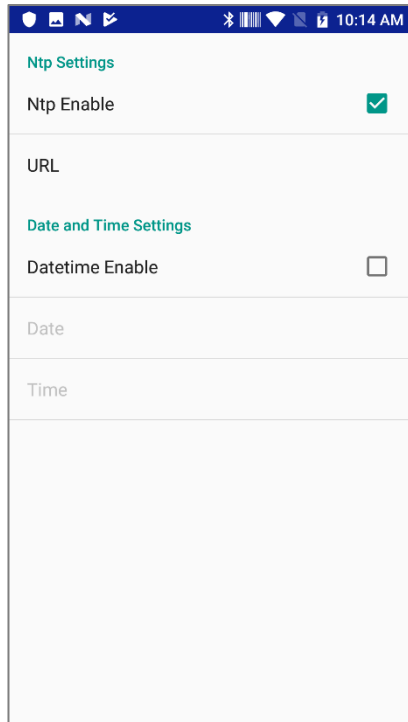 10:14 AM
Ntp Settings
Ntp Enable
URL
Date and Time Settings
Datetime Enable
Date
Time